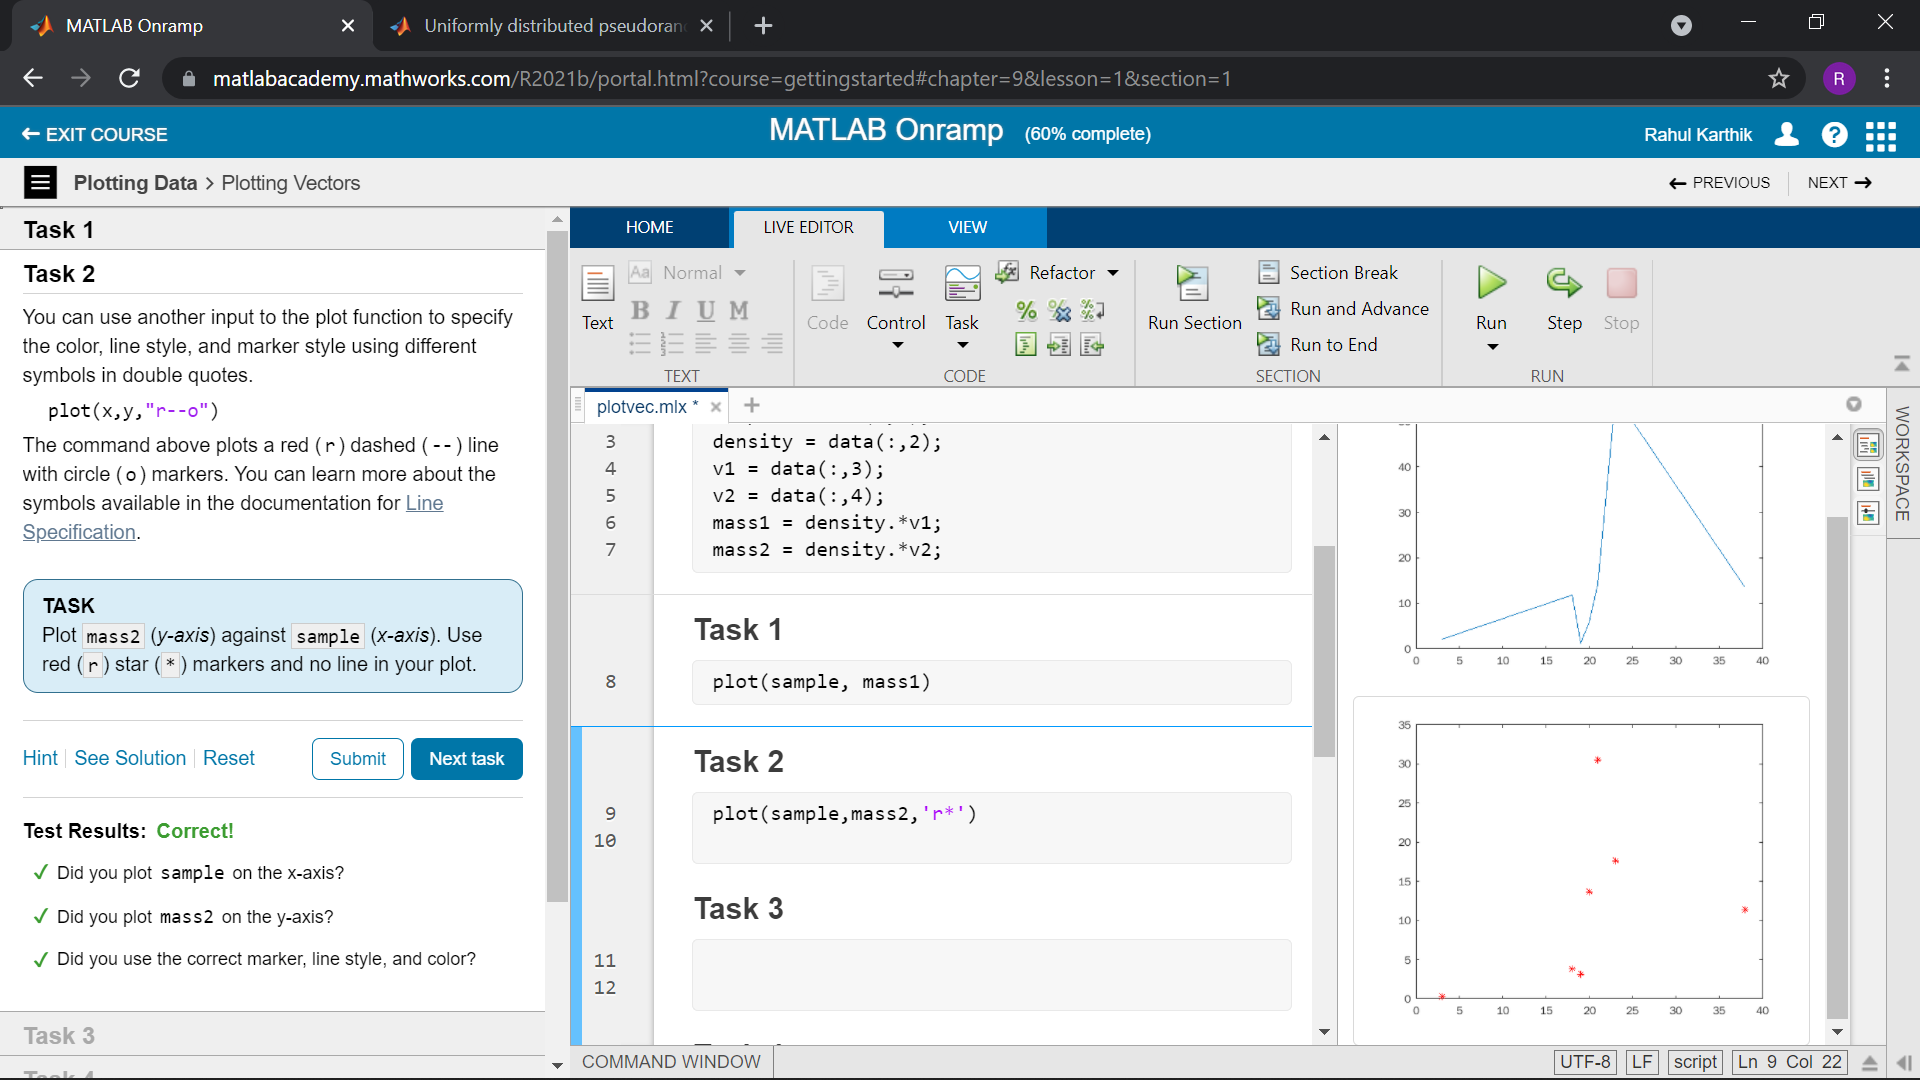 MATLAB Onramp
Uniformly distributed pseudoran
matlabacademy.mathworks.com/R2021b/portal.html?course=gettingstarted#chapter=9&lesson=1&section=1
R
EXIT COURSE
MATLAB Onramp (60% complete)
Rahul Karthik
?
Plotting Data > Plotting Vectors
PREVIOUS
NEXT
Task 1
Task 2
You can use another input to the plot function to specify
the color, line style, and marker style using different
symbols in double quotes.
plot(x,y,"r--o")
The command above plots a red (r) dashed (--) line
with circle (o) markers. You can learn more about the
symbols available in the documentation for Line
Specification.
TASK
Plot mass2 (y-axis) against sample (x-axis). Use
red (r) star (*) markers and no line in your plot.
Hint
See Solution
Reset
Submit
Next task
Test Results: Correct!
Did you plot sample on the x-axis?
Did you plot mass2 on the y-axis?
Did you use the correct marker, line style, and color?
Task 3
HOME
LIVE EDITOR
VIEW
Text
Aa Normal
B I U M
TEXT
Code
Control
Task
Refactor
CODE
Run Section
Section Break
Run and Advance
Run to End
SECTION
Run
Step
Stop
RUN
plotvec.mlx *
3 density = data(:,2);
4 v1 = data(:,3);
5 v2 = data(:,4);
6 mass1 = density.*v1;
7 mass2 = density.*v2;
Task 1
8 plot(sample, mass1)
Task 2
9 plot(sample,mass2,'r*')
10
Task 3
11
12
40
30
20
10
0
0 5 10 15 20 25 30 35 40
35
30
25
20
15
10
5
0
0 5 10 15 20 25 30 35 40
WORKSPACE
COMMAND WINDOW
UTF-8
LF
script
Ln 9 Col 22